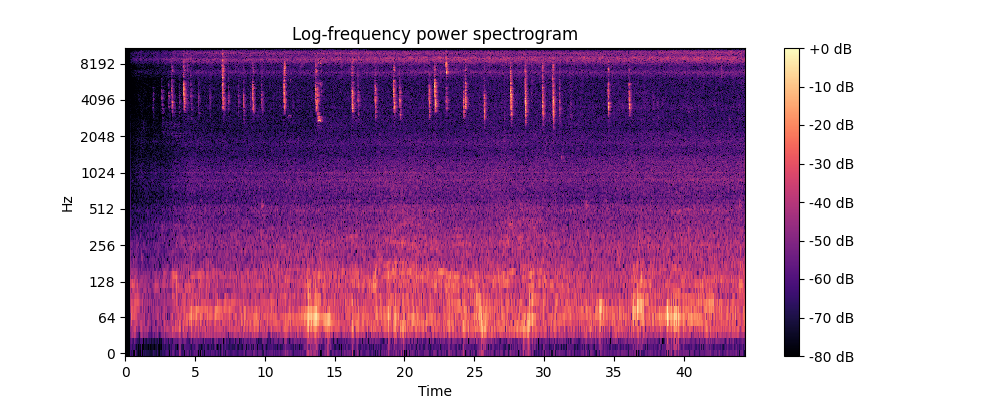 Log-frequency power spectrogram
8192
4096
2048
1024
512
256
128
64
0
Hz
0 5 10 15 20 25 30 35 40
Time
+0 dB
-10 dB
-20 dB
-30 dB
-40 dB
-50 dB
-60 dB
-70 dB
-80 dB